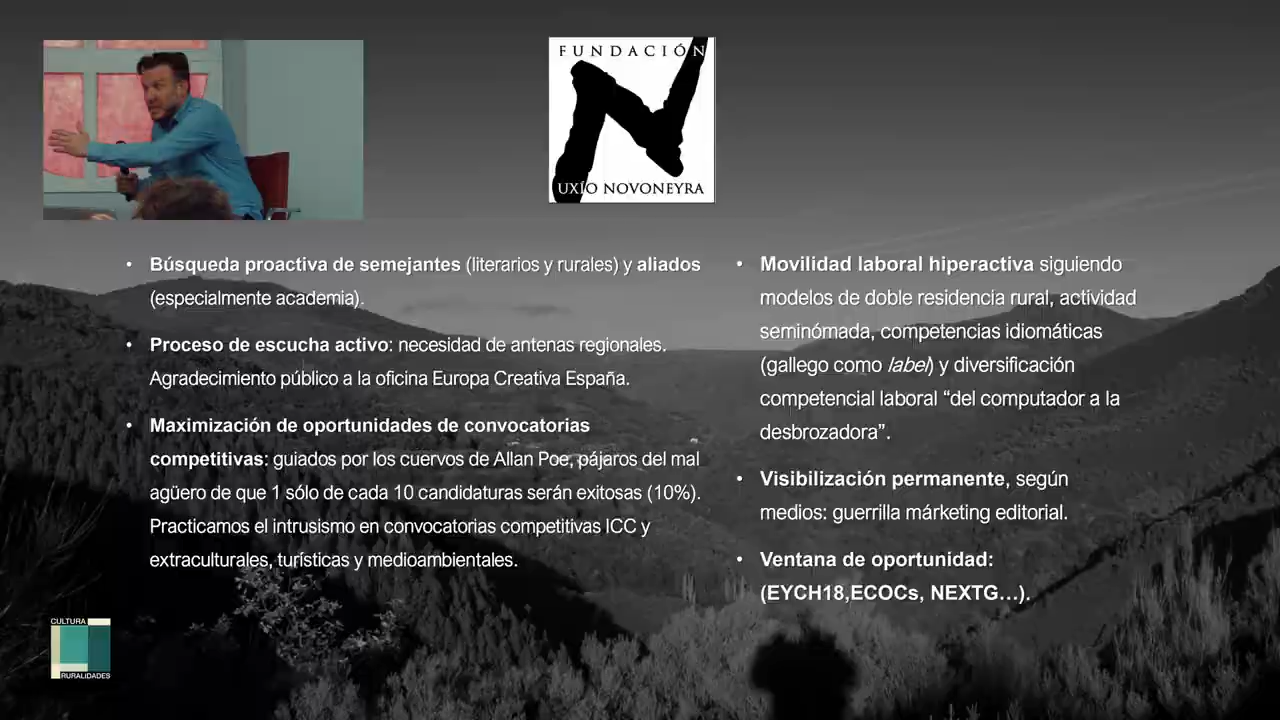 FUNDACIÓN
UXÍO NOVONEYRA
• Búsqueda proactiva de semejantes (literarios y rurales) y aliados
(especialmente academia).
• Proceso de escucha activo: necesidad de antenas regionales.
Agradecimiento público a la oficina Europa Creativa España.
• Maximización de oportunidades de convocatorias
competitivas: guiados por los cuervos de Allan Poe, pájaros del mal
agüero de que 1 sólo de cada 10 candidaturas serán exitosas (10%).
Practicamos el intrusismo en convocatorias competitivas ICC y
extraculturales, turísticas y medioambientales.
• Movilidad laboral hiperactiva siguiendo
modelos de doble residencia rural, actividad
seminómada, competencias idiomáticas
(gallego como label) y diversificación
competencial laboral “del computador a la
desbrozadora”.
• Visibilización permanente, según
medios: guerrilla márketing editorial.
• Ventana de oportunidad:
(EYCH18,ECOCs, NEXTG…).
CULTURA
RURALIDADES